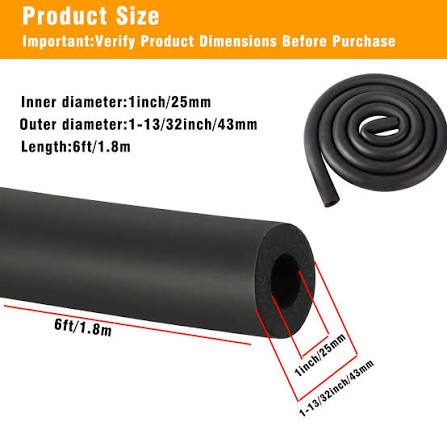 Product Size
Important:Verify Product Dimensions Before Purchase
Inner diameter:1inch/25mm
Outer diameter:1-13/32inch/43mm
Length:6ft/1.8m
6ft/1.8m
1inch/25mm
1-13/32inch/43mm